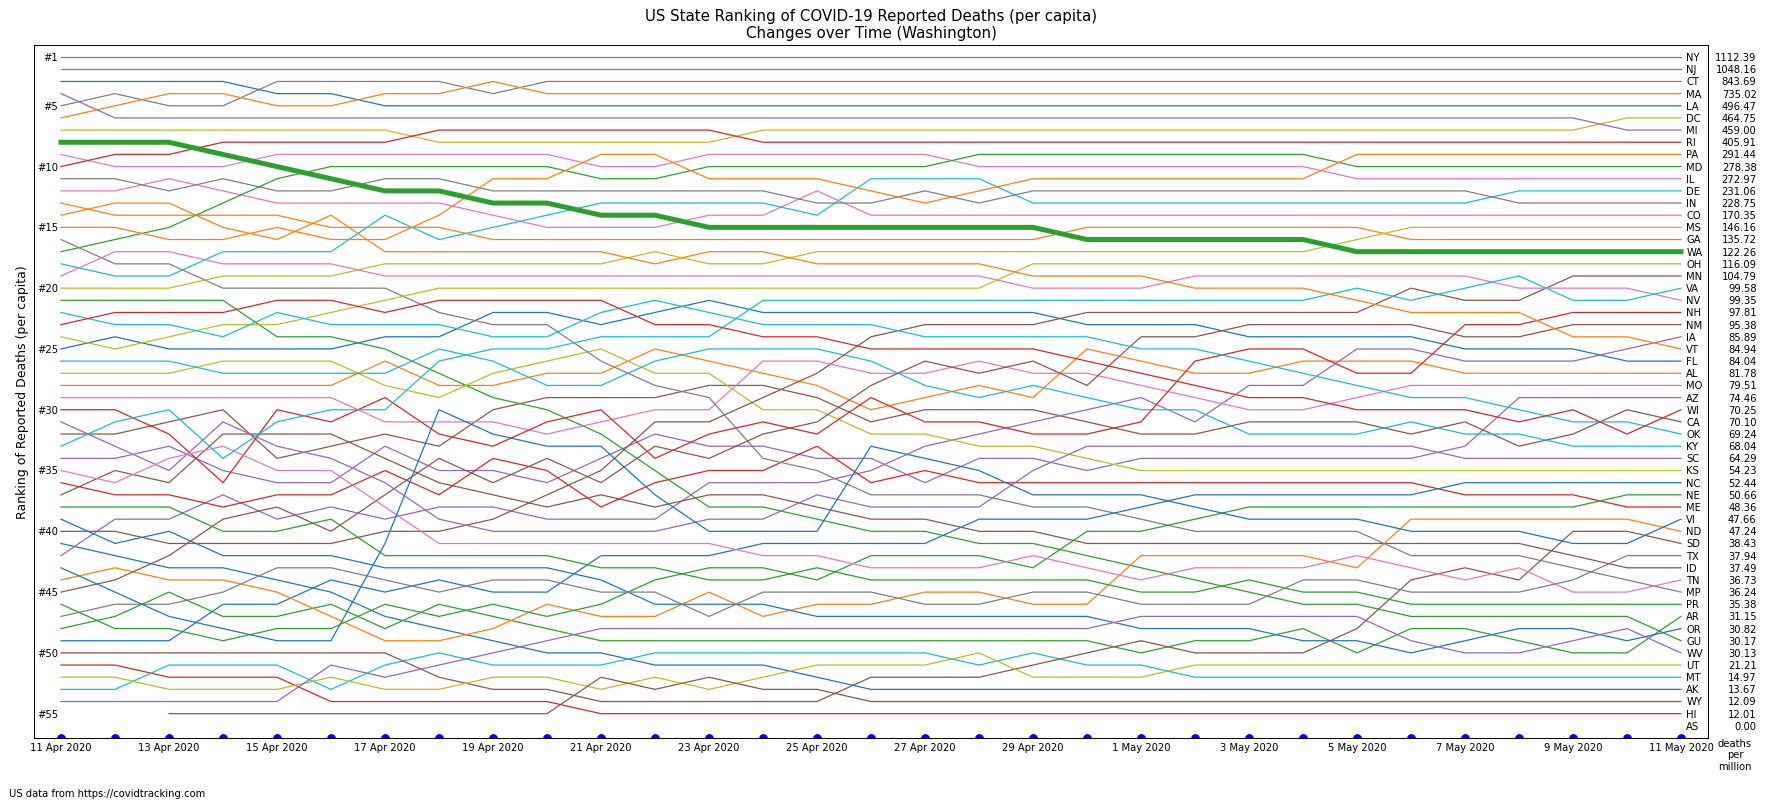 US State Ranking of COVID-19 Reported Deaths (per capita)
Changes over Time (Washington)
Ranking of Reported Deaths (per capita)
#1
#5
#10
#15
#20
#25
#30
#35
#40
#45
#50
#55
NY 1112.39
NJ 1048.16
CT 843.69
MA 735.02
LA 496.47
DC 464.75
MI 459.00
RI 405.91
PA 291.44
MD 278.38
IL 272.97
DE 231.06
IN 228.75
CO 170.35
MS 146.16
GA 135.72
WA 122.26
OH 116.09
MN 104.79
VA 99.58
NV 99.35
NH 97.81
NM 95.38
IA 85.89
VT 84.94
FL 84.04
AL 81.78
MO 79.51
AZ 74.46
WI 70.25
CA 70.10
OK 69.24
KY 68.04
SC 64.29
KS 54.23
NC 52.44
NE 50.66
ME 48.36
VI 47.66
ND 47.24
SD 38.43
TX 37.94
ID 37.49
TN 36.73
MP 36.24
PR 35.38
AR 31.15
OR 30.82
GU 30.17
WV 30.13
UT 21.21
MT 14.97
AK 13.67
WY 12.09
HI 12.01
AS 0.00
11 Apr 2020 13 Apr 2020 15 Apr 2020 17 Apr 2020 19 Apr 2020 21 Apr 2020 23 Apr 2020 25 Apr 2020 27 Apr 2020 29 Apr 2020 1 May 2020 3 May 2020 5 May 2020 7 May 2020 9 May 2020 11 May 2020
deaths
per
million
US data from https://covidtracking.com